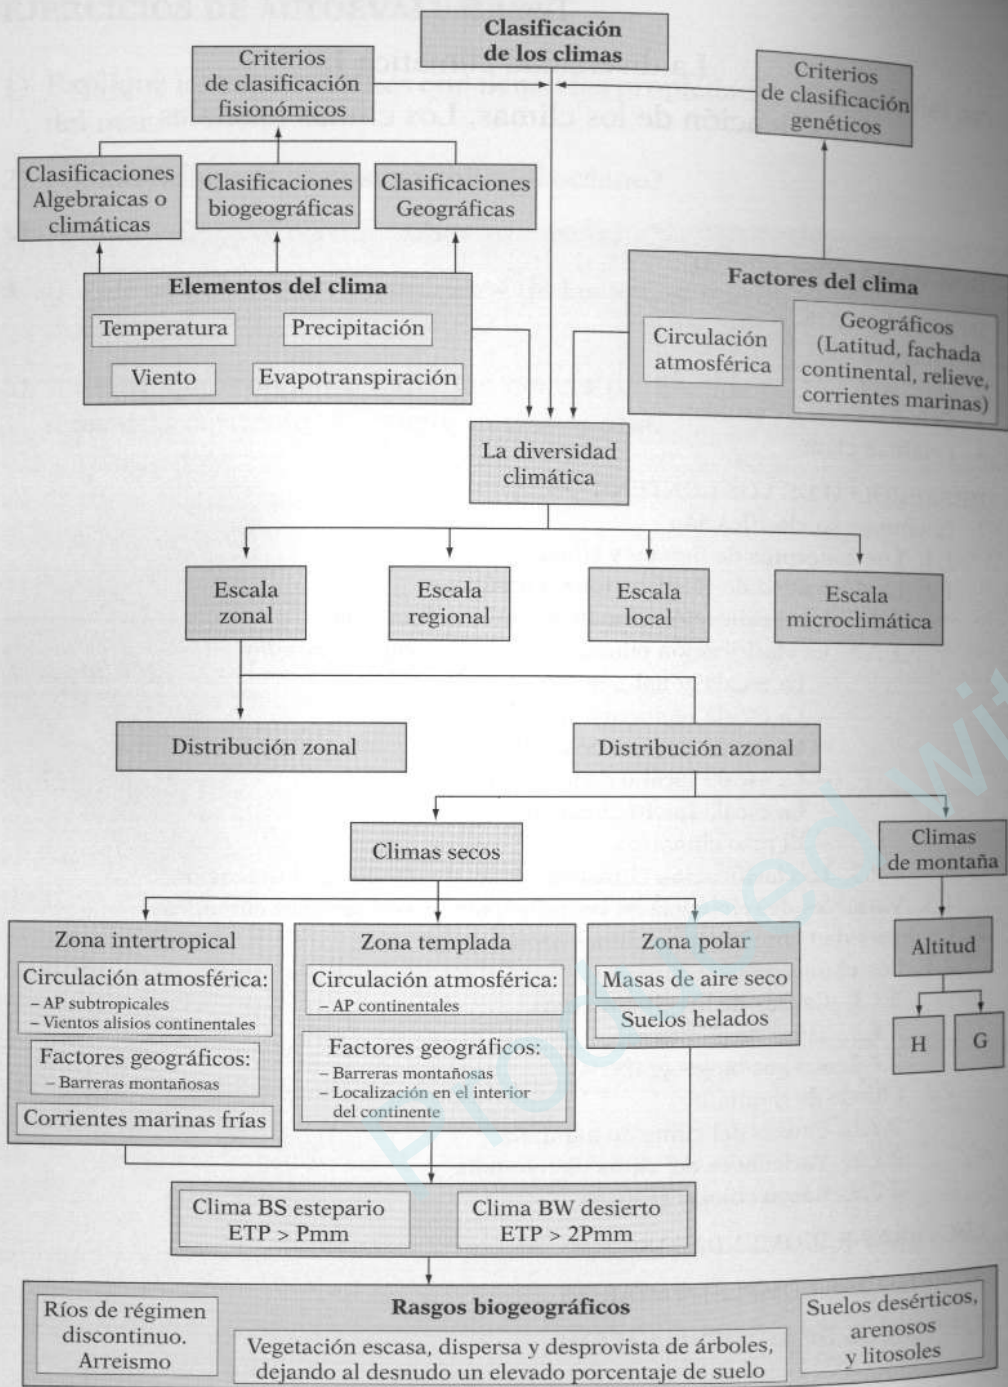 Clasificación
de los climas
Criterios
de clasificación
fisionómicos
Criterios
de clasificación
genéticos
Clasificaciones
Algebraicas o
climáticas
Clasificaciones
biogeográficas
Clasificaciones
Geográficas
Elementos del clima
Temperatura
Precipitación
Viento
Evapotranspiración
Factores del clima
Circulación
atmosférica
Geográficos
(Latitud, fachada
continental, relieve,
corrientes marinas)
La diversidad
climática
Escala
zonal
Escala
regional
Escala
local
Escala
microclimática
Distribución zonal
Distribución azonal
Climas secos
Climas
de montaña
Zona intertropical
Circulación atmosférica:
– AP subtropicales
– Vientos alisios continentales
Factores geográficos:
– Barreras montañosas
Corrientes marinas frías
Zona templada
Circulación atmosférica:
– AP continentales
Factores geográficos:
– Barreras montañosas
– Localización en el interior
del continente
Zona polar
Masas de aire seco
Suelos helados
Altitud
H
G
Clima BS estepario
ETP > Pmm
Clima BW desierto
ETP > 2Pmm
Rasgos biogeográficos
Ríos de régimen
discontinuo.
Arreismo
Vegetación escasa, dispersa y desprovista de árboles,
dejando al desnudo un elevado porcentaje de suelo
Suelos desérticos,
arenosos
y litosoles
Produced wit